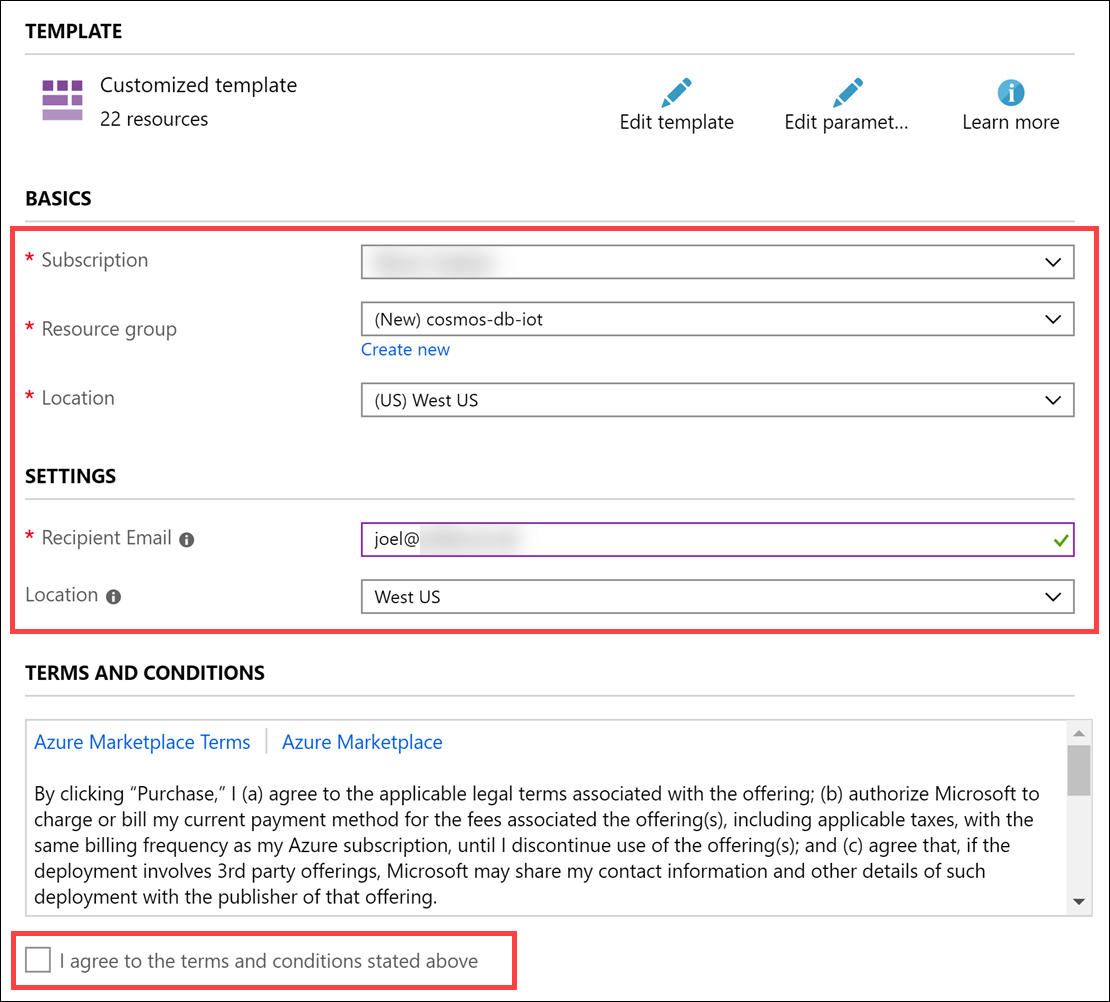 TEMPLATE
Customized template
22 resources
Edit template
Edit paramet...
Learn more
BASICS
* Subscription
* Resource group
(New) cosmos-db-iot
Create new
* Location
(US) West US
SETTINGS
* Recipient Email
joel@
Location
West US
TERMS AND CONDITIONS
Azure Marketplace Terms | Azure Marketplace
By clicking “Purchase,” I (a) agree to the applicable legal terms associated with the offering; (b) authorize Microsoft to
charge or bill my current payment method for the fees associated the offering(s), including applicable taxes, with the
same billing frequency as my Azure subscription, until I discontinue use of the offering(s); and (c) agree that, if the
deployment involves 3rd party offerings, Microsoft may share my contact information and other details of such
deployment with the publisher of that offering.
I agree to the terms and conditions stated above